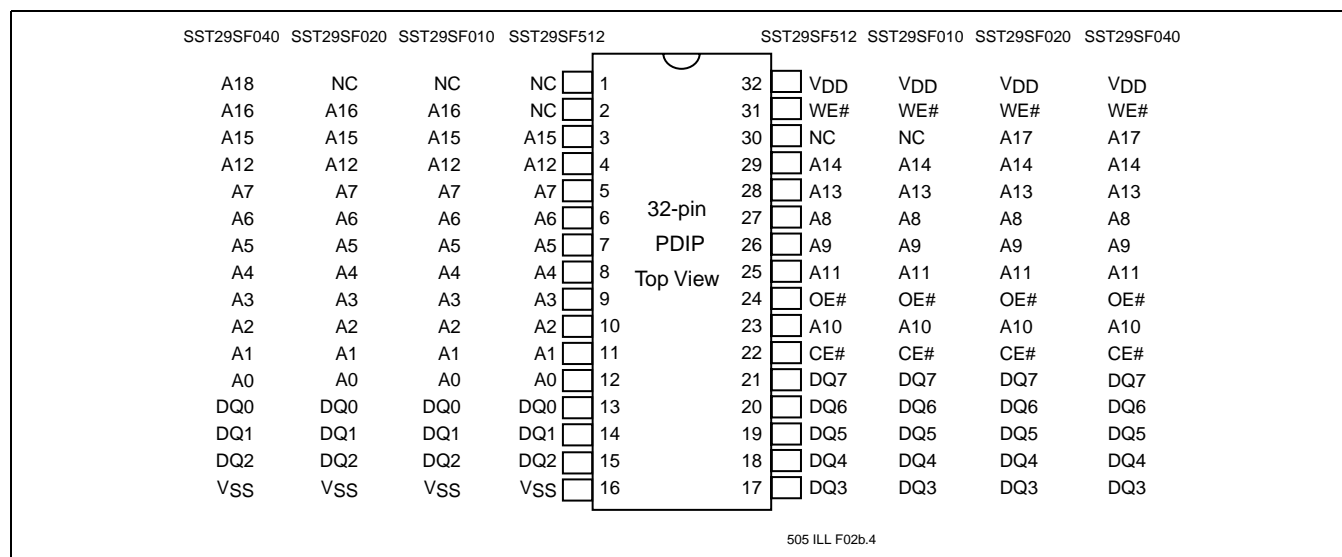 SST29SF040 SST29SF020 SST29SF010 SST29SF512 SST29SF512 SST29SF010 SST29SF020 SST29SF040
A18 NC NC NC 1 32 VDD VDD VDD VDD
A16 A16 A16 NC 2 31 WE# WE# WE# WE#
A15 A15 A15 A15 3 30 NC NC A17 A17
A12 A12 A12 A12 4 29 A14 A14 A14 A14
A7 A7 A7 A7 5 28 A13 A13 A13 A13
A6 A6 A6 A6 6 32-pin 27 A8 A8 A8 A8
A5 A5 A5 A5 7 PDIP 26 A9 A9 A9 A9
A4 A4 A4 A4 8 Top View 25 A11 A11 A11 A11
A3 A3 A3 A3 9 24 OE# OE# OE# OE#
A2 A2 A2 A2 10 23 A10 A10 A10 A10
A1 A1 A1 A1 11 22 CE# CE# CE# CE#
A0 A0 A0 A0 12 21 DQ7 DQ7 DQ7 DQ7
DQ0 DQ0 DQ0 DQ0 13 20 DQ6 DQ6 DQ6 DQ6
DQ1 DQ1 DQ1 DQ1 14 19 DQ5 DQ5 DQ5 DQ5
DQ2 DQ2 DQ2 DQ2 15 18 DQ4 DQ4 DQ4 DQ4
VSS VSS VSS VSS 16 17 DQ3 DQ3 DQ3 DQ3
505 ILL F02b.4